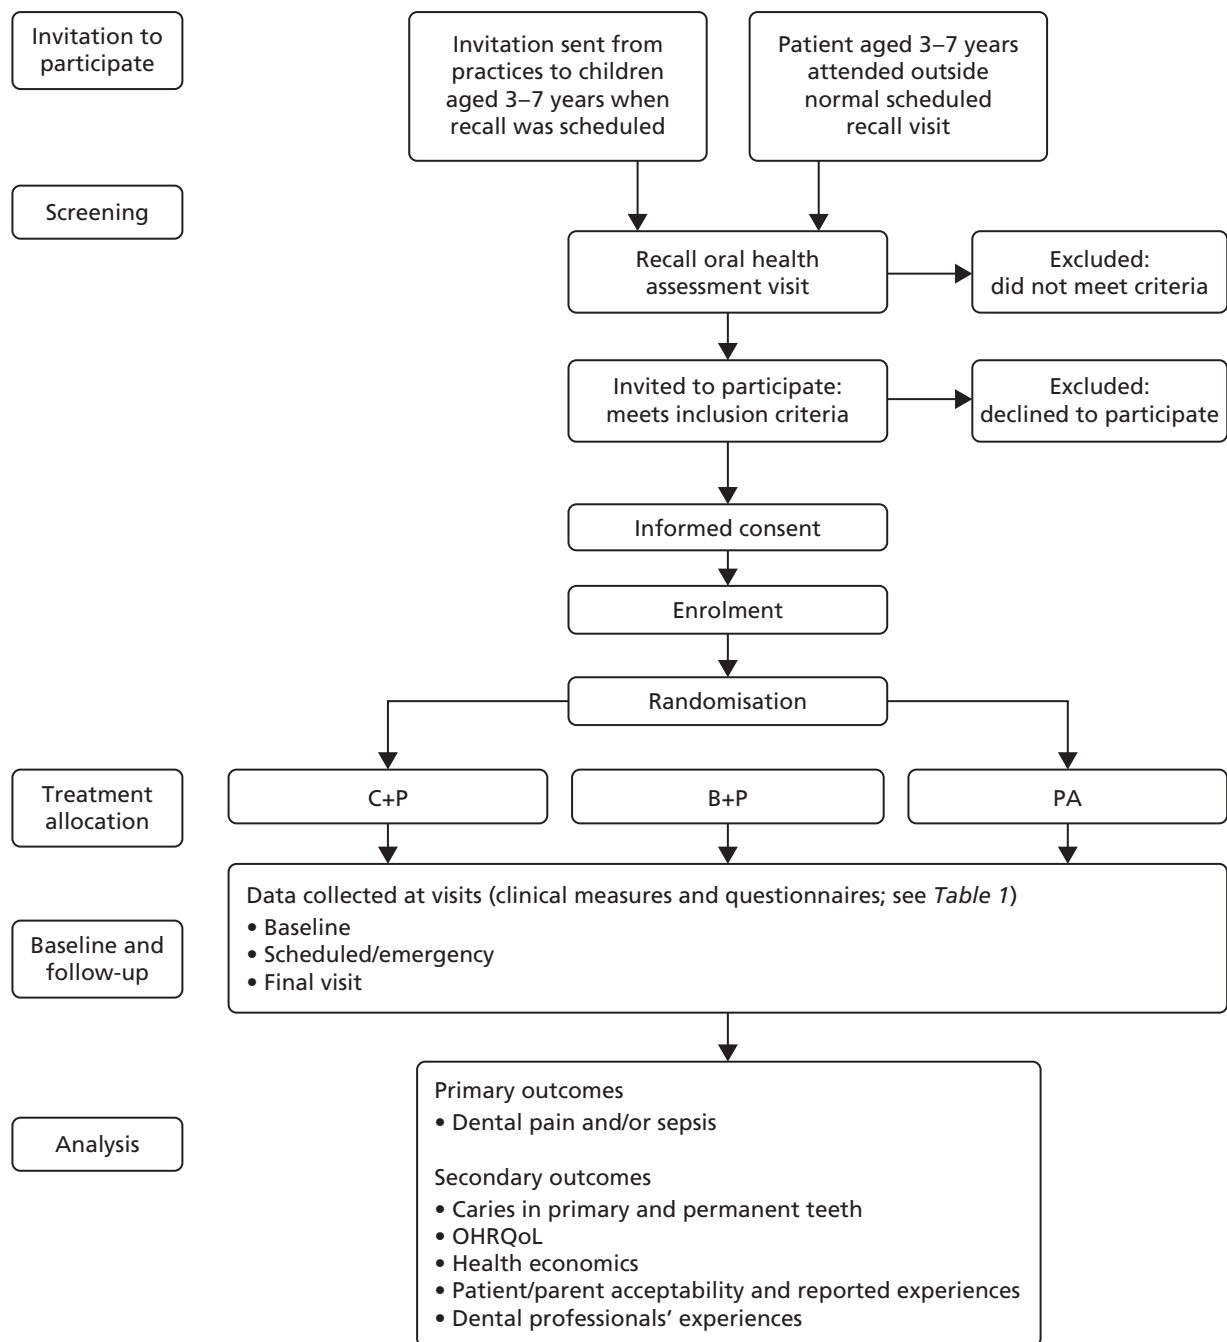 Invitation to
participate
Invitation sent from
practices to children
aged 3–7 years when
recall was scheduled
Patient aged 3–7 years
attended outside
normal scheduled
recall visit
Screening
Recall oral health
assessment visit
Excluded:
did not meet criteria
Invited to participate:
meets inclusion criteria
Excluded:
declined to participate
Informed consent
Enrolment
Randomisation
Treatment
allocation
C+P
B+P
PA
Baseline and
follow-up
Data collected at visits (clinical measures and questionnaires; see Table 1)
• Baseline
• Scheduled/emergency
• Final visit
Analysis
Primary outcomes
• Dental pain and/or sepsis
Secondary outcomes
• Caries in primary and permanent teeth
• OHRQoL
• Health economics
• Patient/parent acceptability and reported experiences
• Dental professionals’ experiences